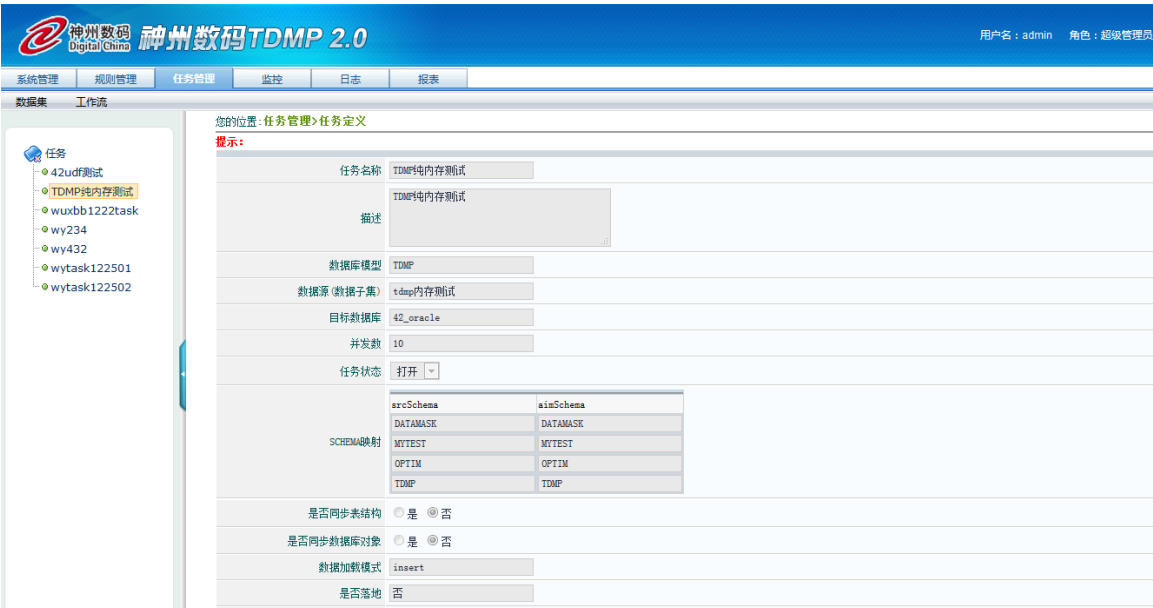 神州数码 Digital China 神州数码TDMP 2.0
用户名：admin 角色：超级管理员
系统管理 规则管理 任务管理 监控 日志 报表
数据集 工作流
您的位置:任务管理>任务定义
提示：
任务
42udf测试
TDMP纯内存测试
wuxbb1222task
wy234
wy432
wytask122501
wytask122502
任务名称 TDMP纯内存测试
描述 TDMP纯内存测试
数据库模型 TDMP
数据源(数据子集) tdmp内存测试
目标数据库 42_oracle
并发数 10
任务状态 打开
SCHEMA映射
srcSchema aimSchema
DATAMASK DATAMASK
MYTEST MYTEST
OPTIM OPTIM
TDMP TDMP
是否同步表结构 是 否
是否同步数据库对象 是 否
数据加载模式 insert
是否落地 否